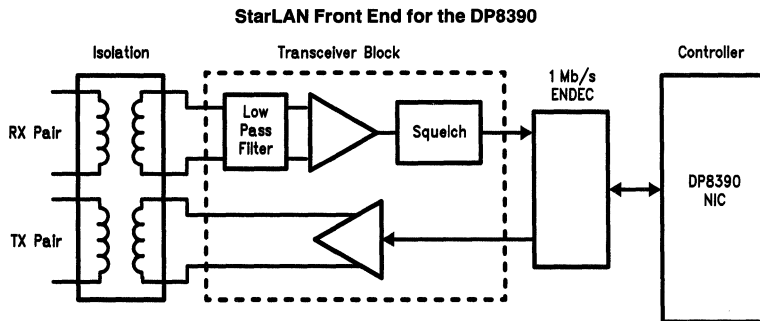 StarLAN Front End for the DP8390
Isolation
Transceiver Block
1 Mb/s
ENDEC
Controller
RX Pair
Low
Pass
Filter
Squelch
DP8390
NIC
TX Pair